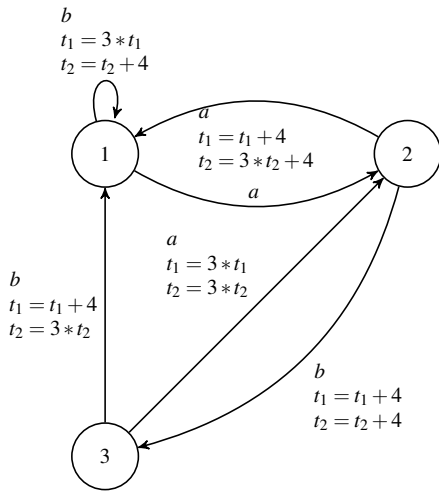 b
t₁ = 3 * t₁
t₂ = t₂ + 4
a
t₁ = t₁ + 4
t₂ = 3 * t₂ + 4
1
2
a
a
t₁ = 3 * t₁
t₂ = 3 * t₂
b
t₁ = t₁ + 4
t₂ = 3 * t₂
b
t₁ = t₁ + 4
t₂ = t₂ + 4
3